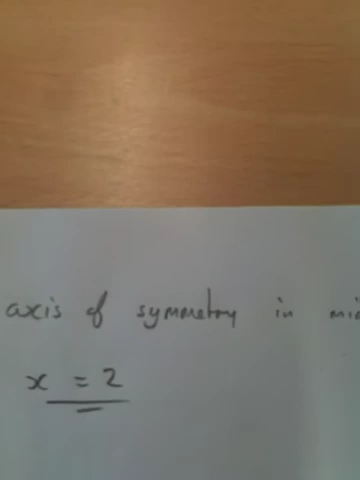 axis of symmetry in
x = 2